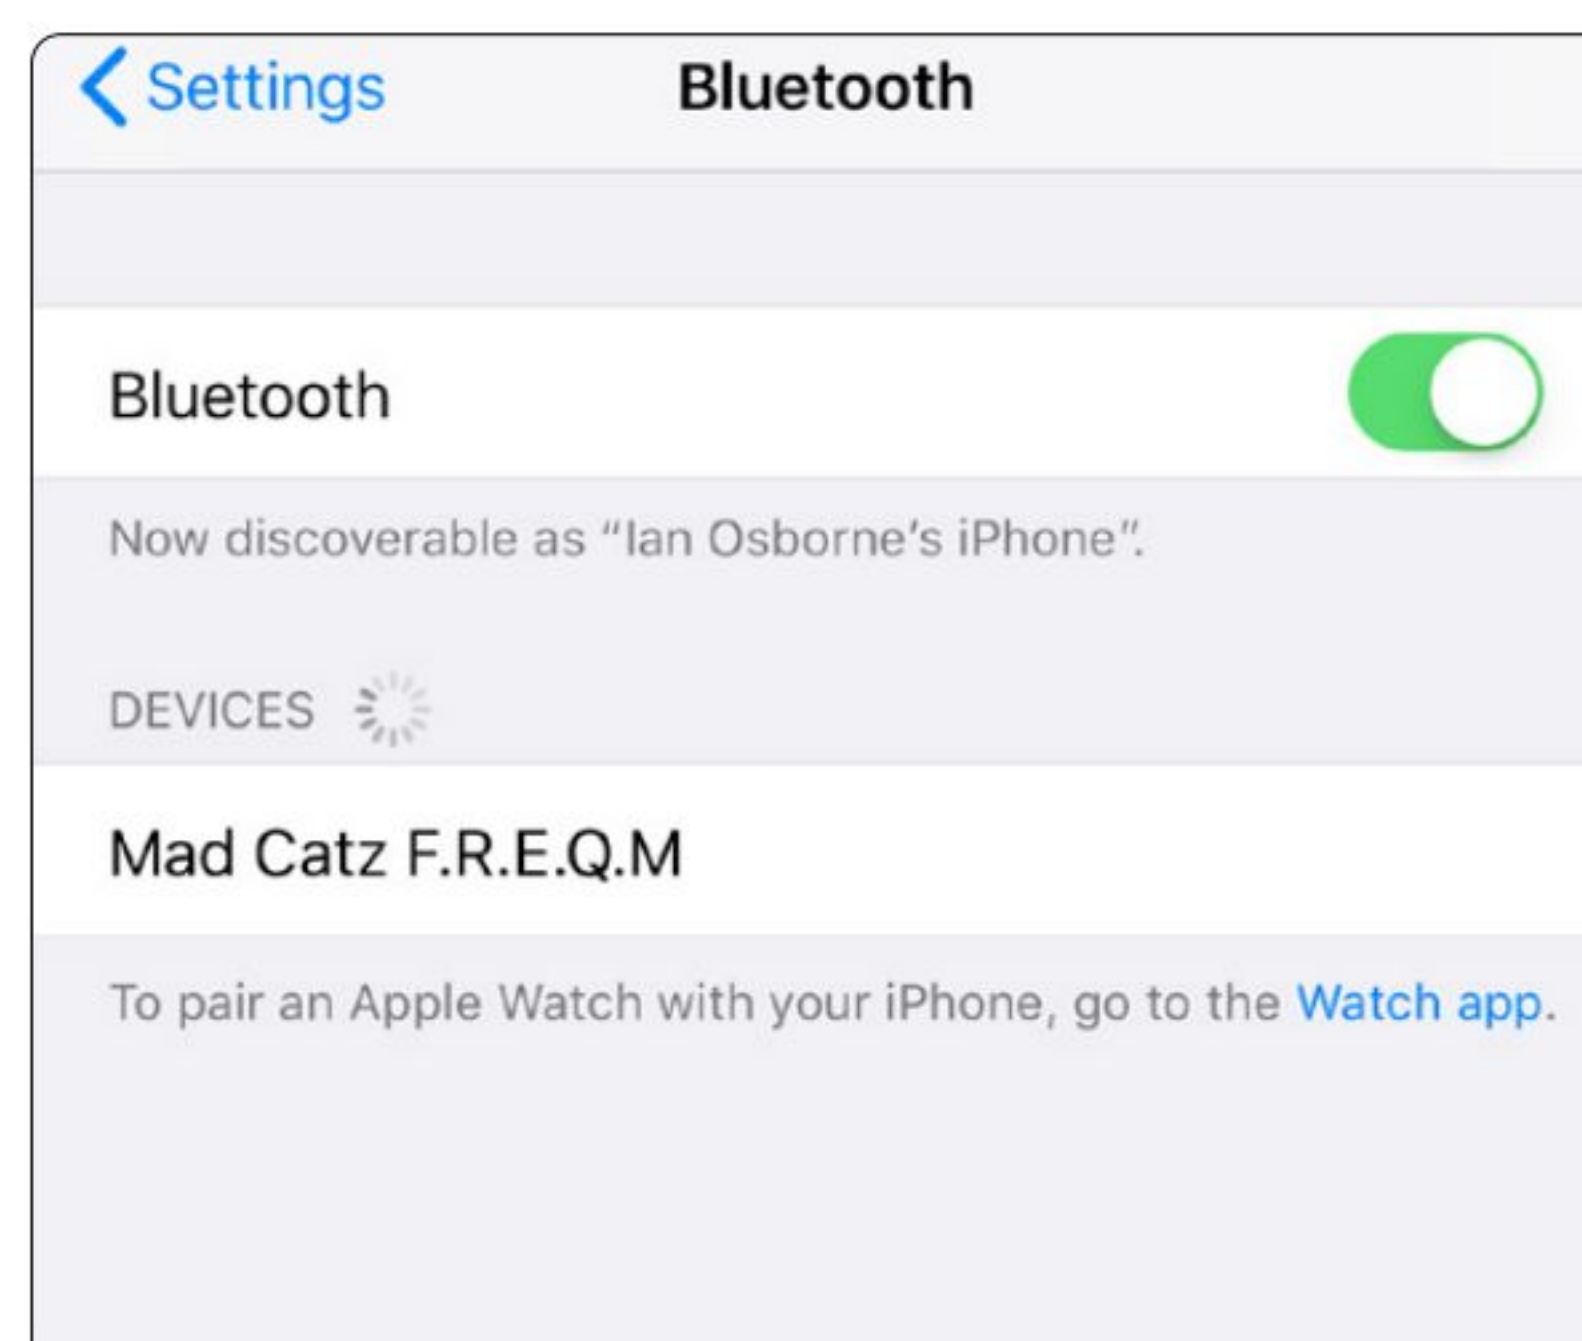 Settings
Bluetooth
Bluetooth
Now discoverable as “Ian Osborne’s iPhone”.
DEVICES
Mad Catz F.R.E.Q.M
To pair an Apple Watch with your iPhone, go to the Watch app.